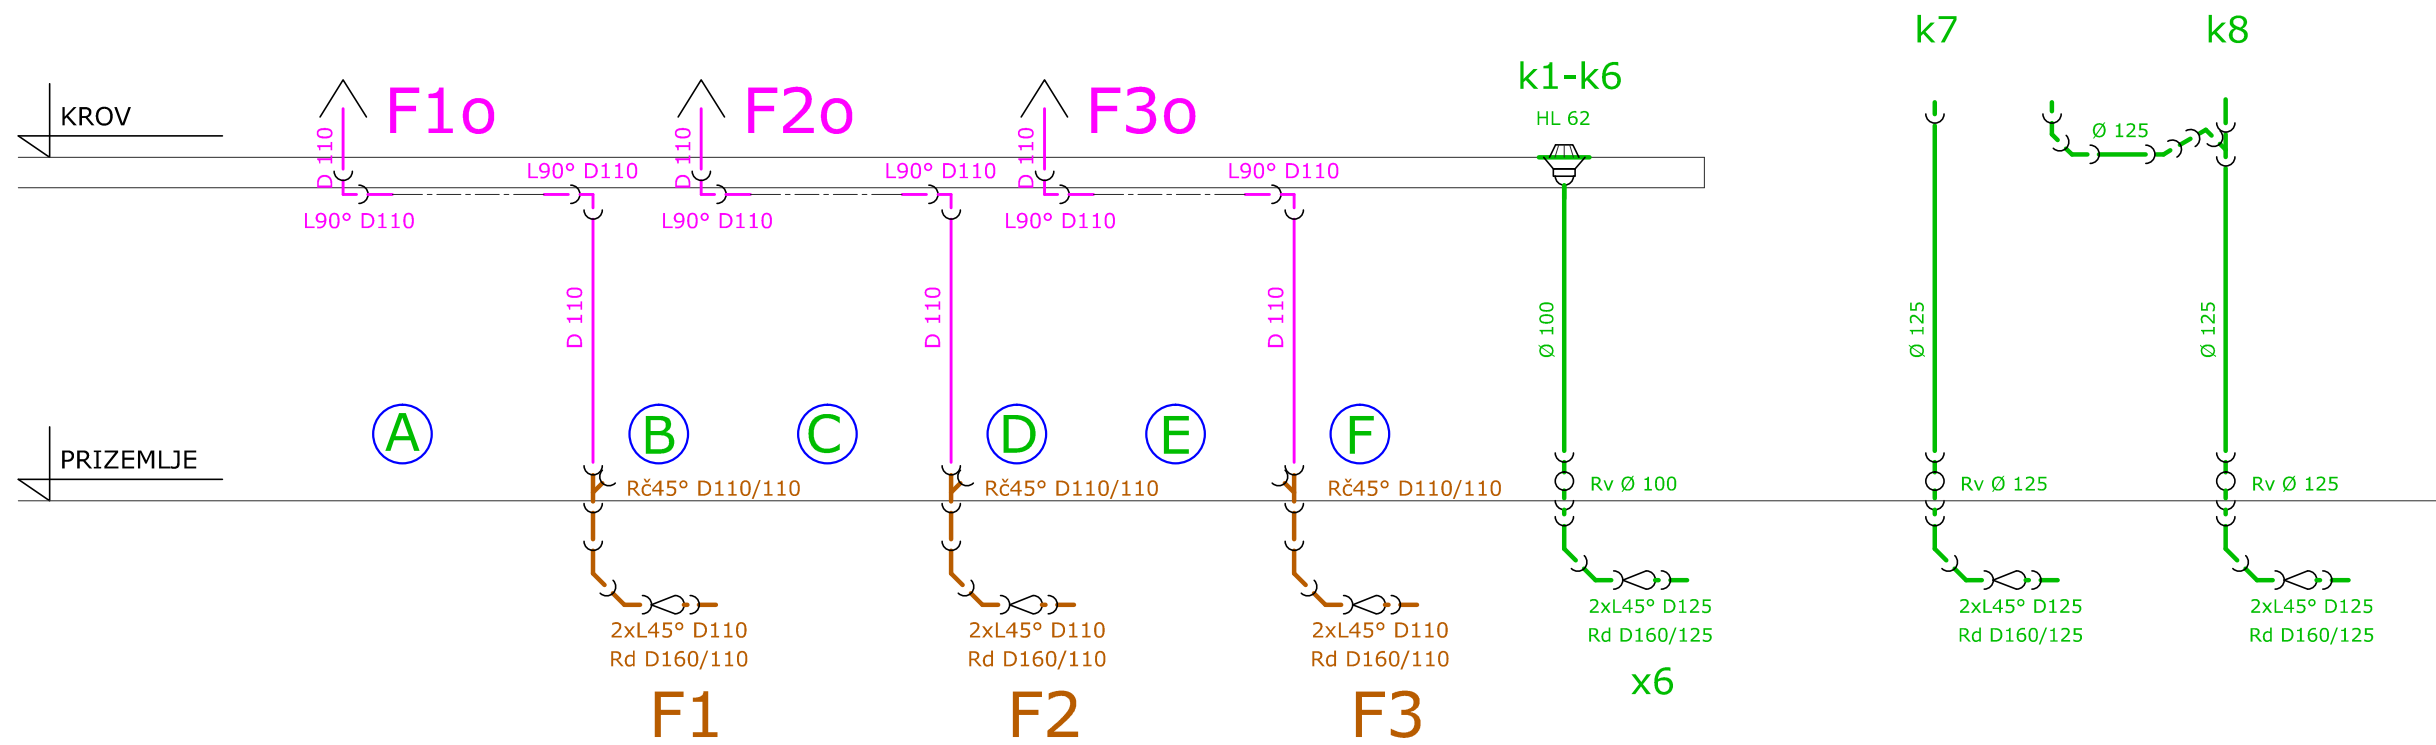 k7
k8
k1-k6
HL 62
KROV
F1o
F2o
F3o
D 110
D 110
D 110
Ø 125
L90° D110
L90° D110
L90° D110
L90° D110
L90° D110
L90° D110
D 110
D 110
D 110
Ø 100
Ø 125
Ø 125
A
B
C
D
E
F
PRIZEMLJE
Rč45° D110/110
Rč45° D110/110
Rč45° D110/110
Rv Ø 100
Rv Ø 125
Rv Ø 125
2xL45° D110
Rd D160/110
2xL45° D110
Rd D160/110
2xL45° D110
Rd D160/110
2xL45° D125
Rd D160/125
2xL45° D125
Rd D160/125
2xL45° D125
Rd D160/125
x6
F1
F2
F3